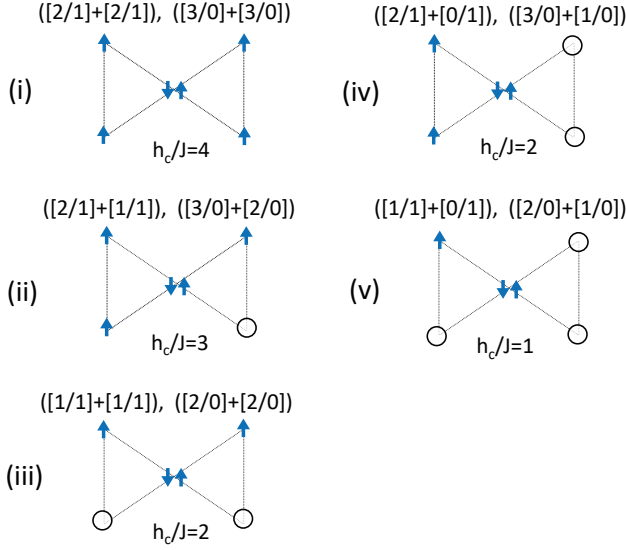 ([2/1]+[2/1]), ([3/0]+[3/0])
(i)
h_c/J=4
([2/1]+[1/1]), ([3/0]+[2/0])
(ii)
h_c/J=3
([1/1]+[1/1]), ([2/0]+[2/0])
(iii)
h_c/J=2
([2/1]+[0/1]), ([3/0]+[1/0])
(iv)
h_c/J=2
([1/1]+[0/1]), ([2/0]+[1/0])
(v)
h_c/J=1